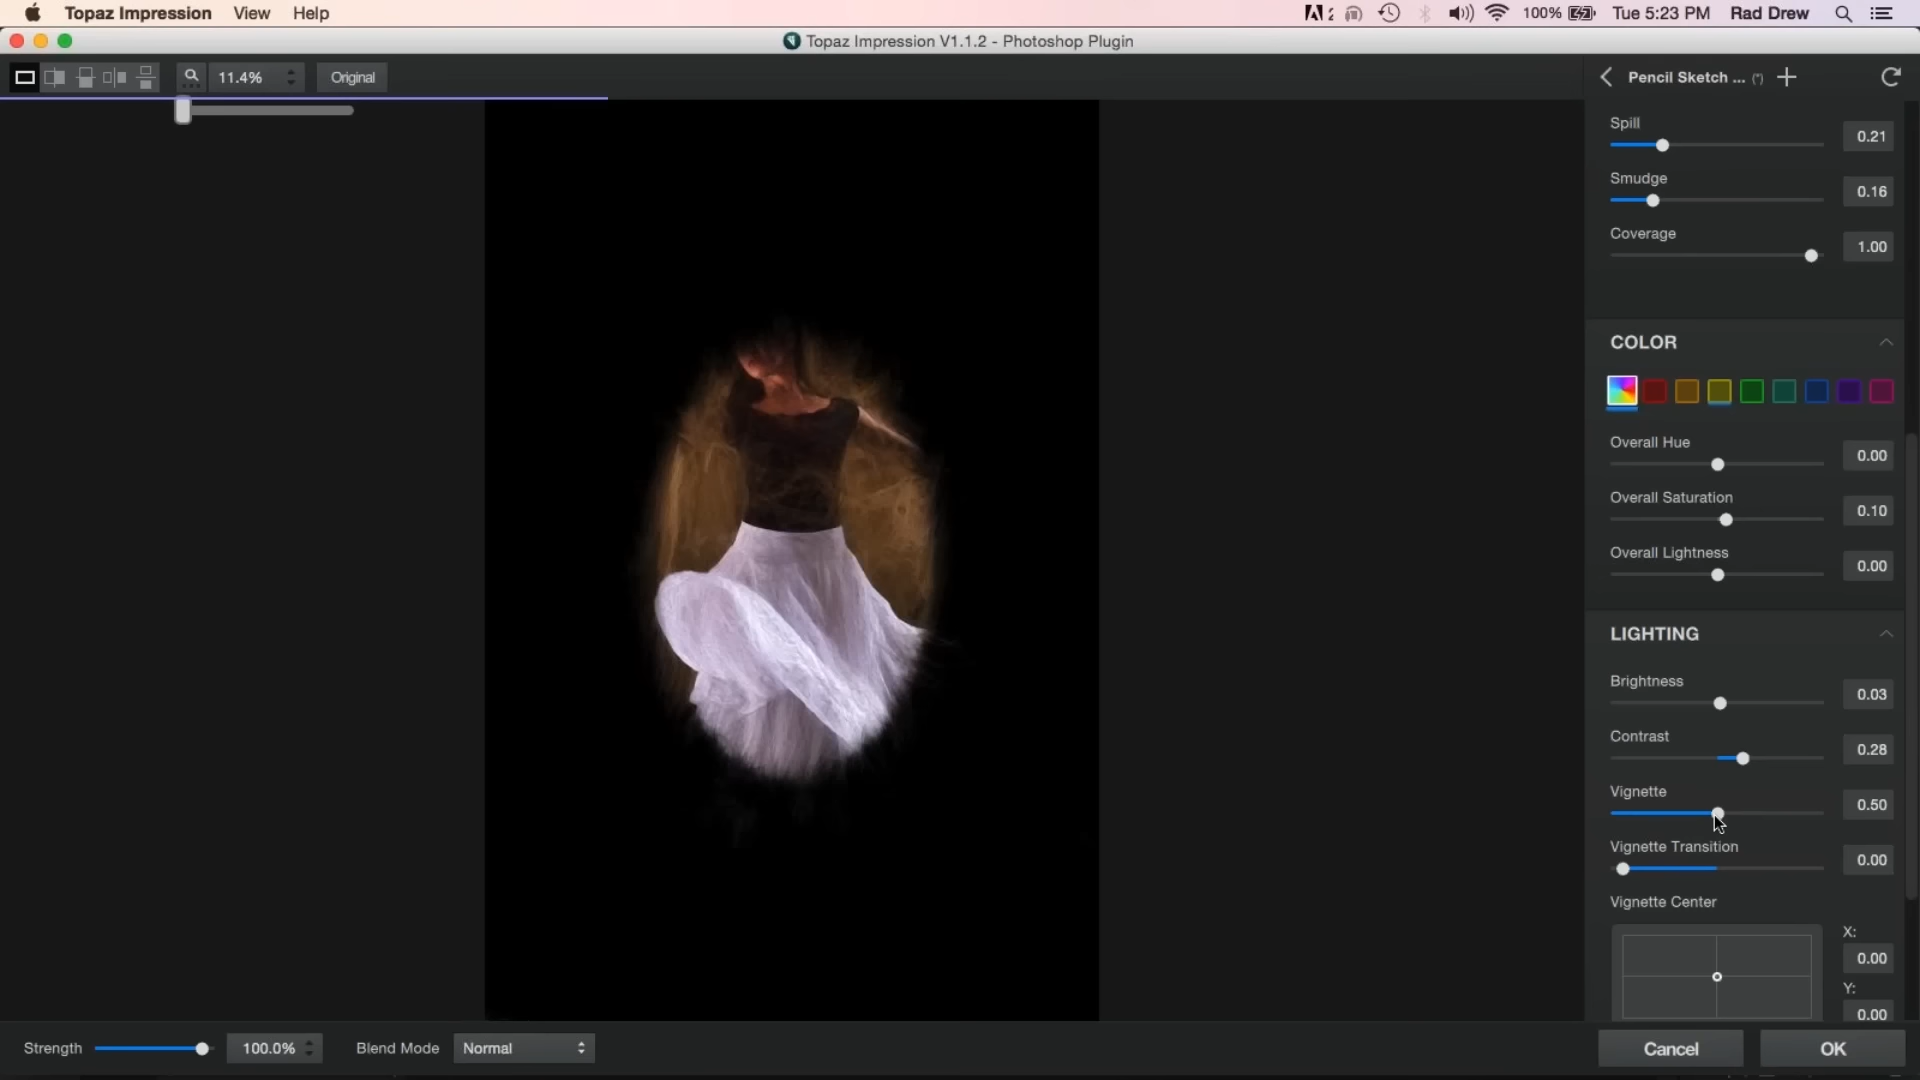 Topaz Impression View Help
2 100% Tue 5:23 PM Rad Drew
Topaz Impression V1.1.2 - Photoshop Plugin
11.4% Original
Pencil Sketch ... (*)
Spill
0.21
Smudge
0.16
Coverage
1.00
COLOR
Overall Hue
0.00
Overall Saturation
0.10
Overall Lightness
0.00
LIGHTING
Brightness
0.03
Contrast
0.28
Vignette
0.50
Vignette Transition
0.00
Vignette Center
X:
0.00
Y:
0.00
Strength 100.0% Blend Mode Normal Cancel OK